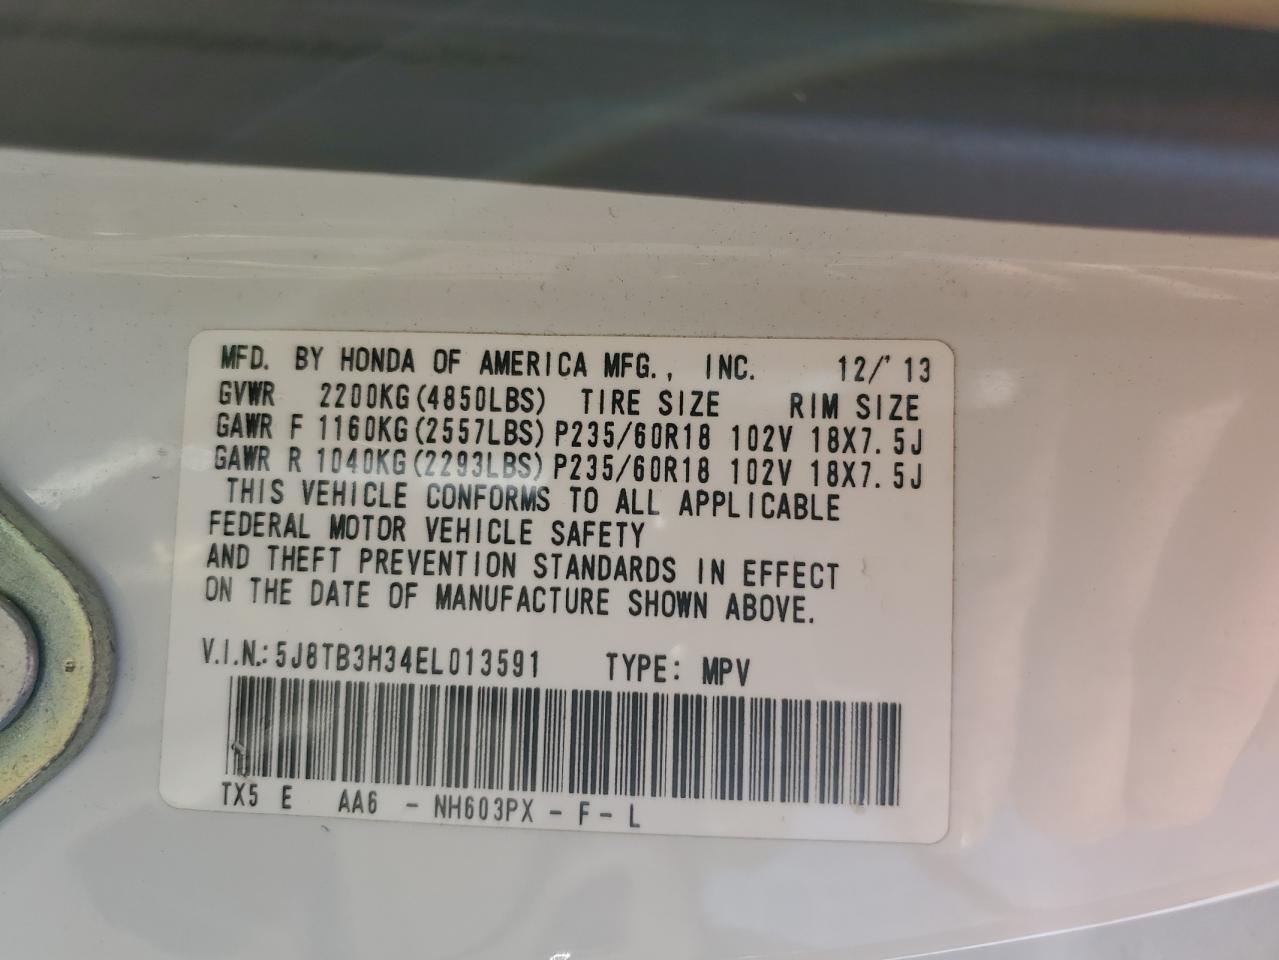 MFD. BY HONDA OF AMERICA MFG., INC. 12/'13
GVWR 2200KG(4850LBS) TIRE SIZE RIM SIZE
GAWR F 1160KG(2557LBS)P235/60R18 102V 18X7.5J
GAWR R 1040KG(2293LBS)P235/60R18 102V 18X7.5J
THIS VEHICLE CONFORMS TO ALL APPLICABLE
FEDERAL MOTOR VEHICLE SAFETY
AND THEFT PREVENTION STANDARDS IN EFFECT
ON THE DATE OF MANUFACTURE SHOWN ABOVE.
V.I.N.:5J8TB3H34EL013591 TYPE: MPV
TX5 E AA6 - NH603PX - F - L